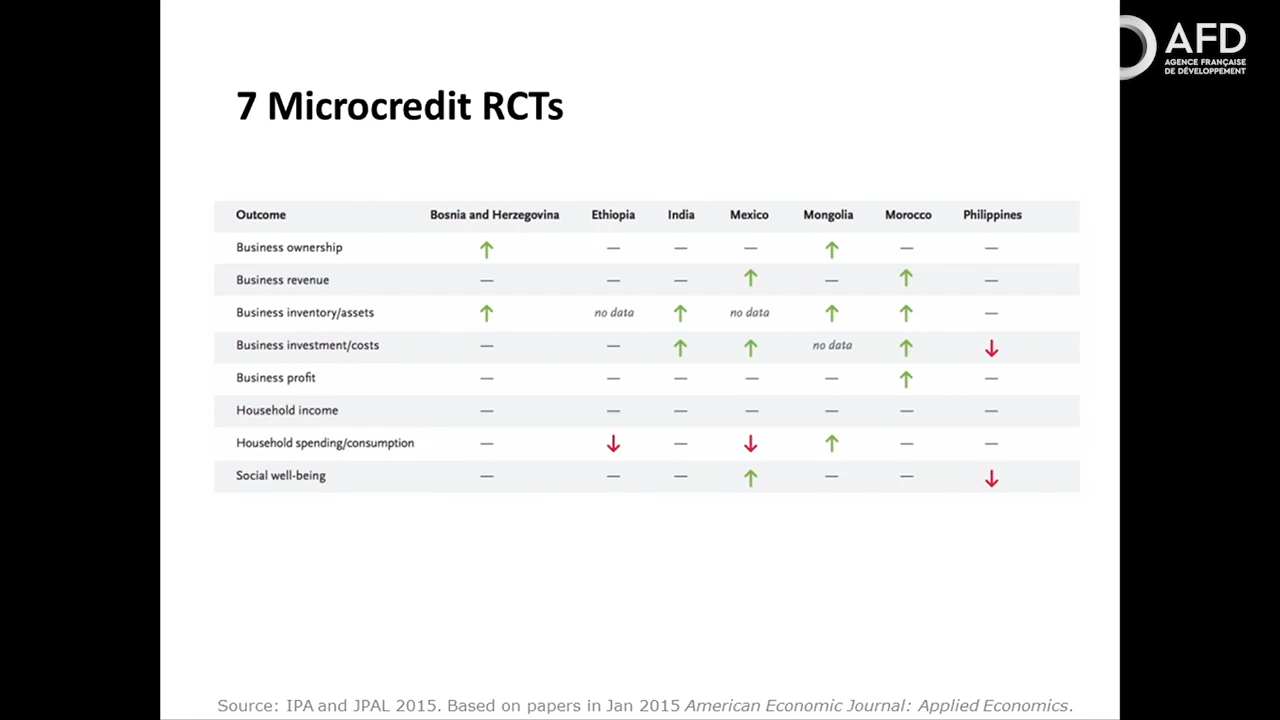 AFD
AGENCE FRANÇAISE
DE DÉVELOPPEMENT
7 Microcredit RCTs
Outcome Bosnia and Herzegovina Ethiopia India Mexico Mongolia Morocco Philippines
Business ownership ↑ — — — ↑ — —
Business revenue — — — ↑ — ↑ —
Business inventory/assets ↑ no data ↑ no data ↑ ↑ —
Business investment/costs — — ↑ ↑ no data ↑ ↓
Business profit — — — — — ↑ —
Household income — — — — — — —
Household spending/consumption — ↓ — ↓ ↑ — —
Social well-being — — — ↑ — — ↓
Source: IPA and JPAL 2015. Based on papers in Jan 2015 American Economic Journal: Applied Economics.